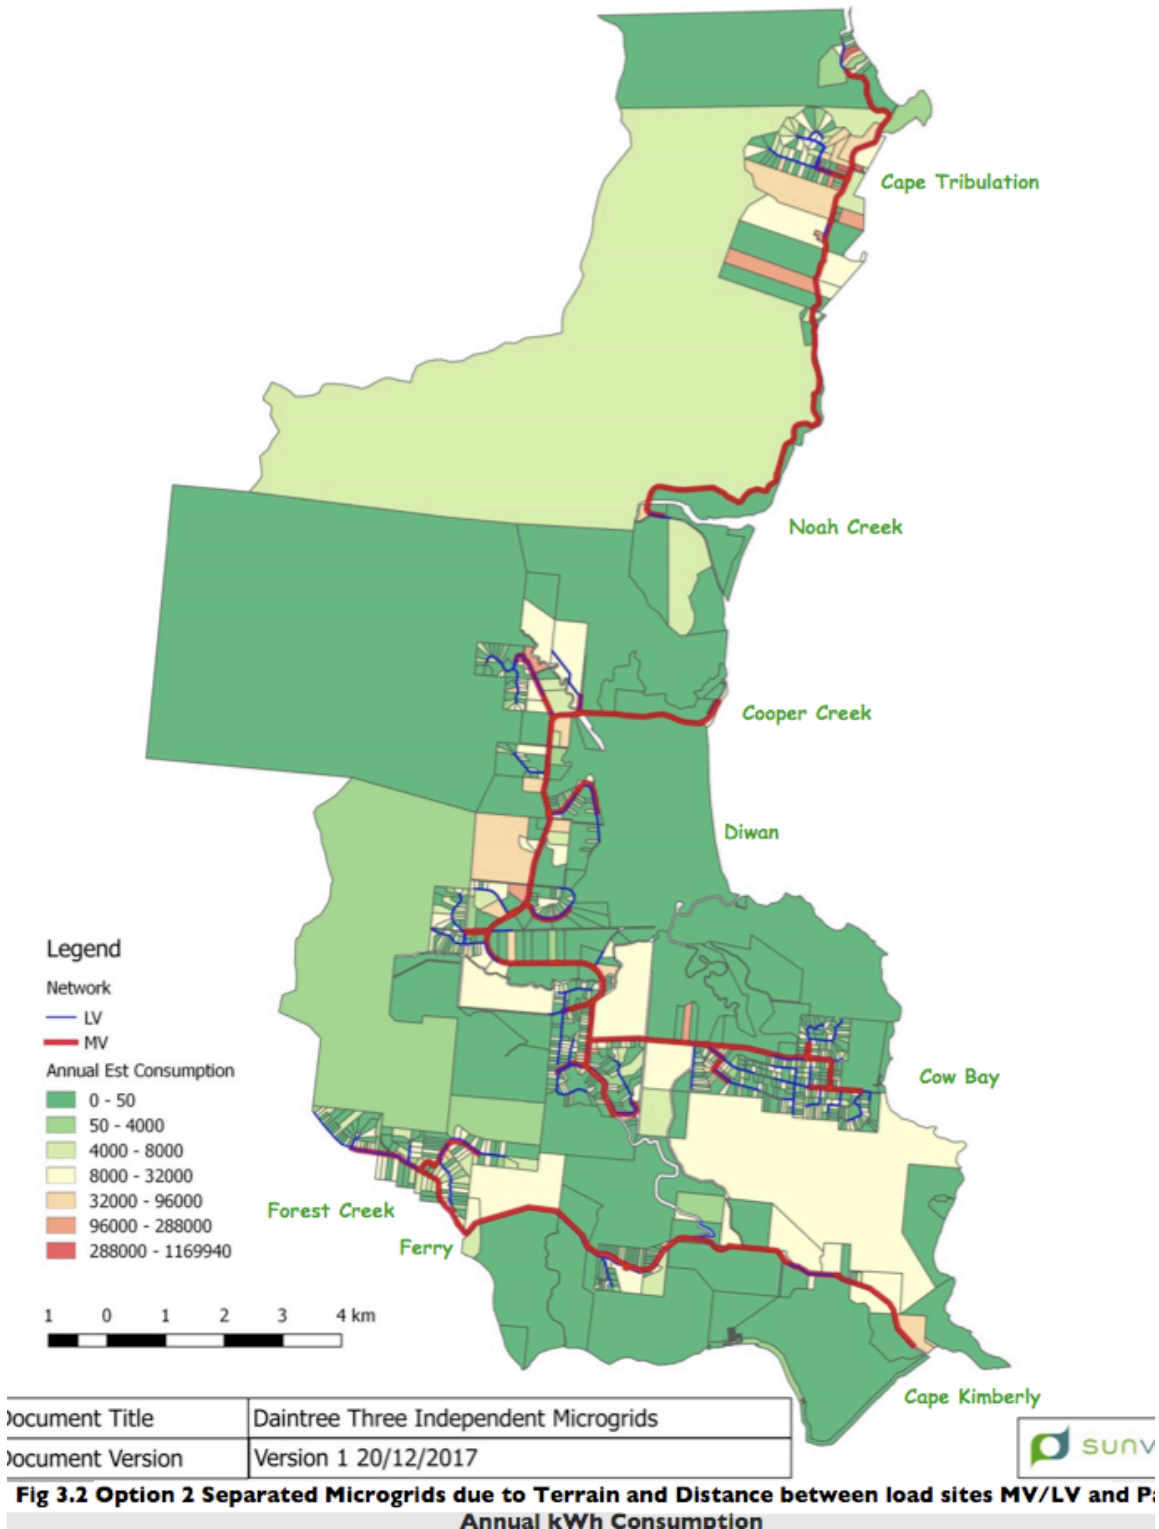 Cape Tribulation
Noah Creek
Cooper Creek
Diwan
Legend
Network
LV
MV
Annual Est Consumption
0 - 50
50 - 4000
4000 - 8000
8000 - 32000
32000 - 96000
96000 - 288000
288000 - 1169940
Cow Bay
Forest Creek
Ferry
1 0 1 2 3 4 km
Cape Kimberly
Document Title Daintree Three Independent Microgrids
Document Version Version 1 20/12/2017
sunv
Fig 3.2 Option 2 Separated Microgrids due to Terrain and Distance between load sites MV/LV and Pa
Annual kWh Consumption